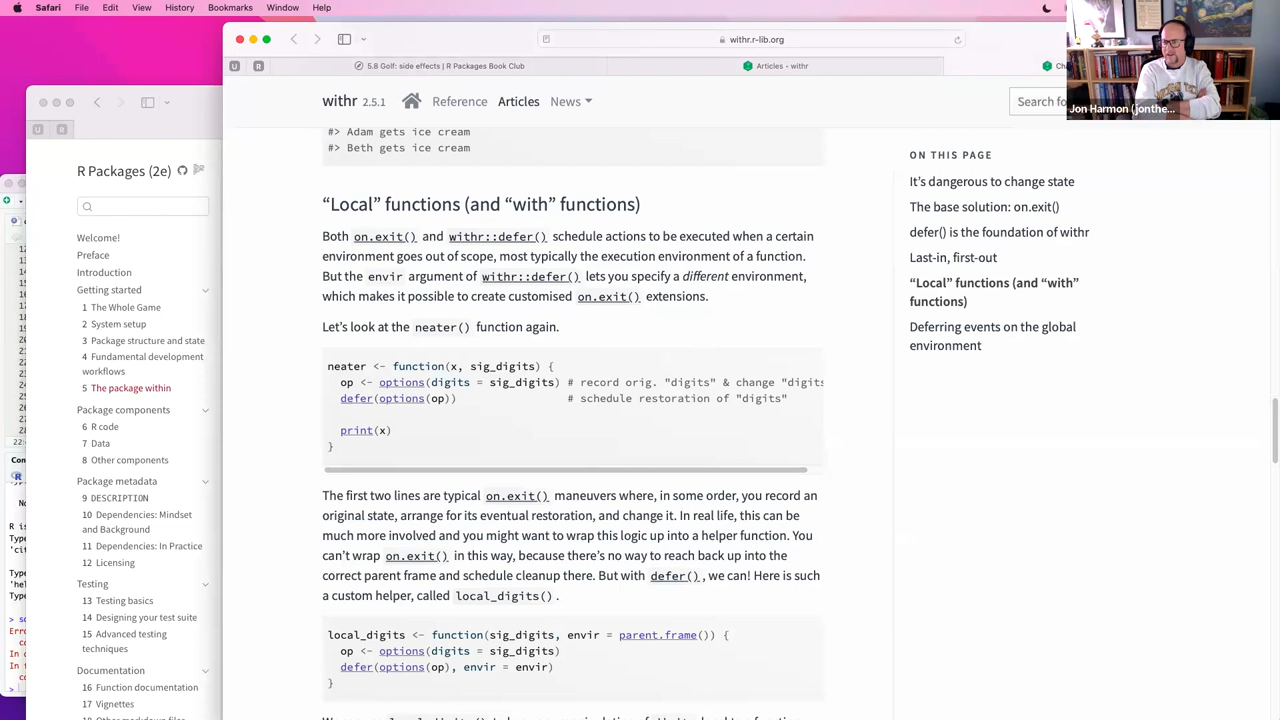 Safari File Edit View History Bookmarks Window Help
withr.r-lib.org
U R 5.8 Golf: side effects | R Packages Book Club Articles • withr
Jon Harmon (jonthe...
withr 2.5.1 Reference Articles News Search for
#> Adam gets ice cream
#> Beth gets ice cream
“Local” functions (and “with” functions)
Both on.exit() and withr::defer() schedule actions to be executed when a certain
environment goes out of scope, most typically the execution environment of a function.
But the envir argument of withr::defer() lets you specify a different environment,
which makes it possible to create customised on.exit() extensions.
Let’s look at the neater() function again.
neater <- function(x, sig_digits) {
op <- options(digits = sig_digits) # record orig. "digits" & change "digits
defer(options(op)) # schedule restoration of "digits"
print(x)
}
The first two lines are typical on.exit() maneuvers where, in some order, you record an
original state, arrange for its eventual restoration, and change it. In real life, this can be
much more involved and you might want to wrap this logic up into a helper function. You
can’t wrap on.exit() in this way, because there’s no way to reach back up into the
correct parent frame and schedule cleanup there. But with defer(), we can! Here is such
a custom helper, called local_digits().
local_digits <- function(sig_digits, envir = parent.frame()) {
op <- options(digits = sig_digits)
defer(options(op), envir = envir)
}
ON THIS PAGE
It’s dangerous to change state
The base solution: on.exit()
defer() is the foundation of withr
Last-in, first-out
“Local” functions (and “with”
functions)
Deferring events on the global
environment
U R
R Packages (2e)
Welcome!
Preface
Introduction
Getting started
1 The Whole Game
2 System setup
3 Package structure and state
4 Fundamental development
workflows
5 The package within
Package components
6 R code
7 Data
8 Other components
Package metadata
9 DESCRIPTION
10 Dependencies: Mindset
and Background
11 Dependencies: In Practice
12 Licensing
Testing
13 Testing basics
14 Designing your test suite
15 Advanced testing
techniques
Documentation
16 Function documentation
17 Vignettes
18 Other markdown files